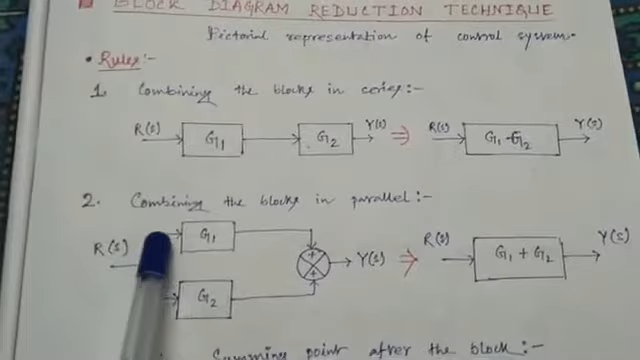 BLOCK DIAGRAM REDUCTION TECHNIQUE
Pictorial representation of control system.
• Rules:-
1. Combining the blocks in series:-
R(s) G1 G2 Y(s) ⇒ R(s) G1 . G2 Y(s)
2. Combining the blocks in parallel:-
R(s) G1 + + Y(s) ⇒ R(s) G1 + G2 Y(s)
G2
Summing point after the block:-